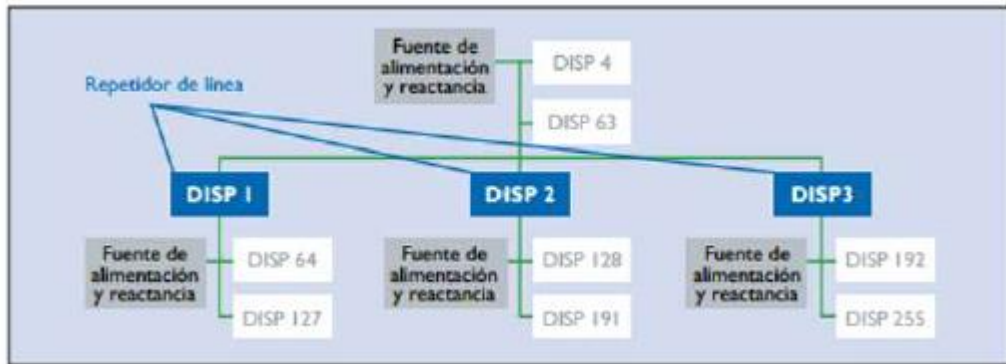 Fuente de
alimentación
y reactancia
DISP 4
Repetidor de línea
DISP 63
DISP 1
DISP 2
DISP3
Fuente de
alimentación
y reactancia
DISP 64
DISP 127
Fuente de
alimentación
y reactancia
DISP 128
DISP 191
Fuente de
alimentación
y reactancia
DISP 192
DISP 255